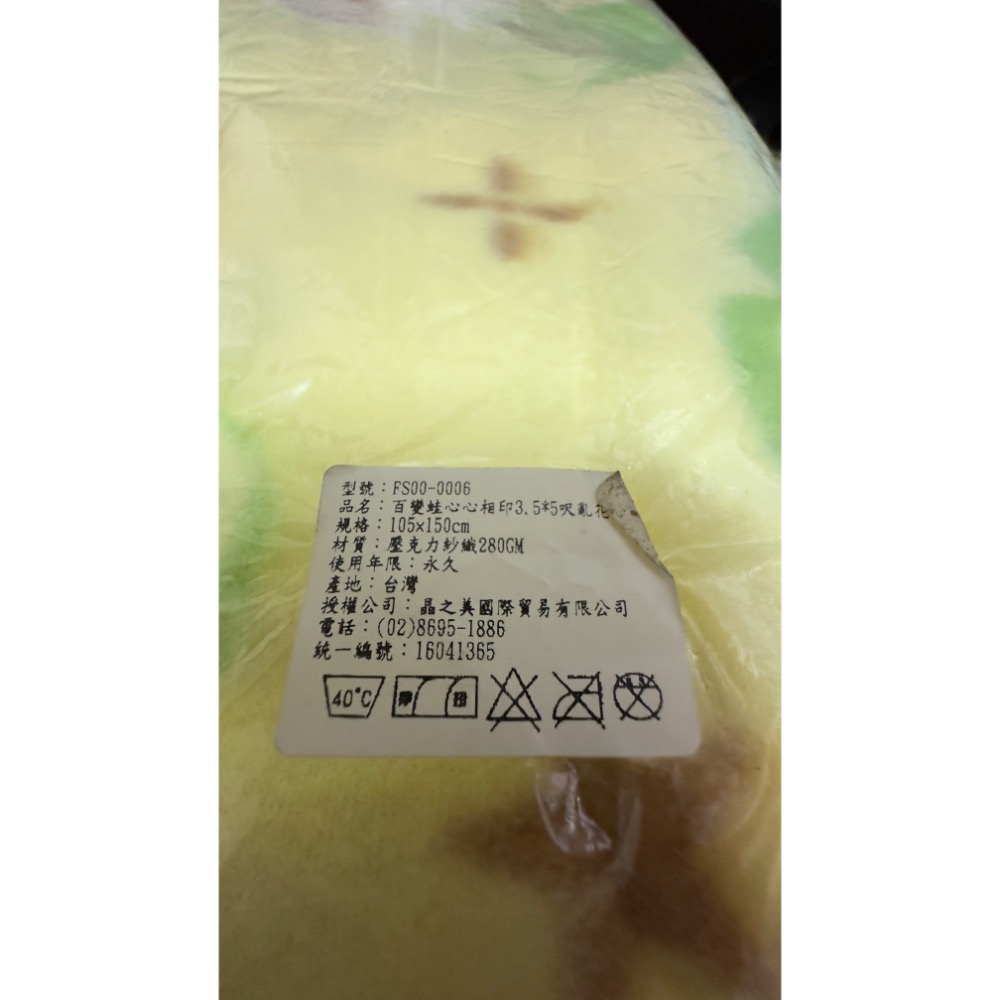 型號：FS00-0006
品名：百變蛙心心相印3.5*5呎亂花
規格：105x150cm
材質：壓克力紗織280GM
使用年限：永久
產地：台灣
授權公司：晶之美國際貿易有限公司
電話：(02)8695-1886
統一編號：16041365
40°C